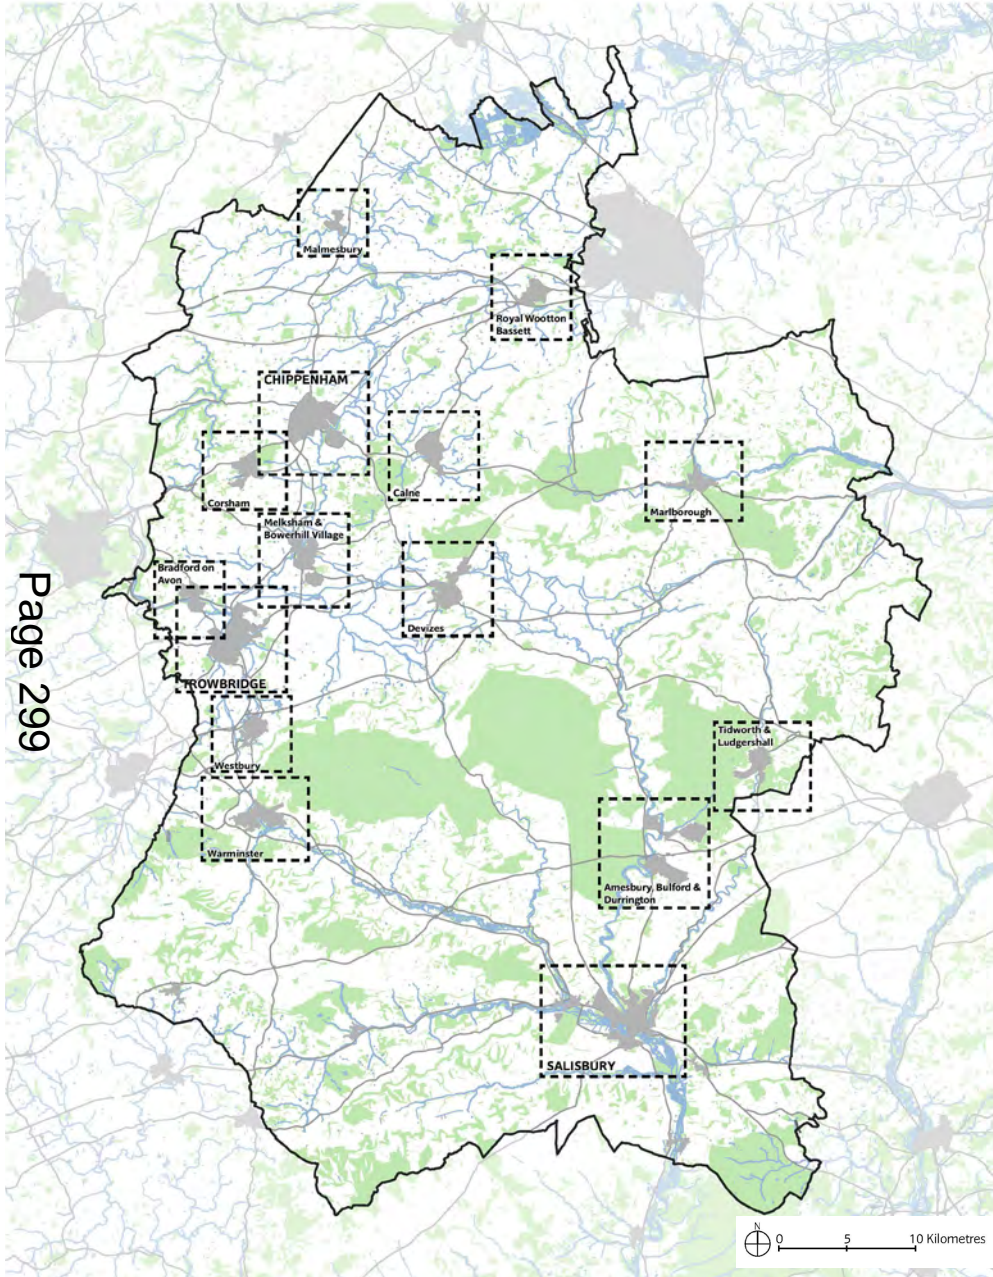 Malmesbury
Royal Wootton
Bassett
CHIPPENHAM
Calne
Corsham
Marlborough
Melksham &
Bowerhill Village
Bradford on
Avon
Devizes
TROWBRIDGE
Page 299
Westbury
Tidworth &
Ludgershall
Warminster
Amesbury, Bulford &
Durrington
SALISBURY
N
0 5 10 Kilometres